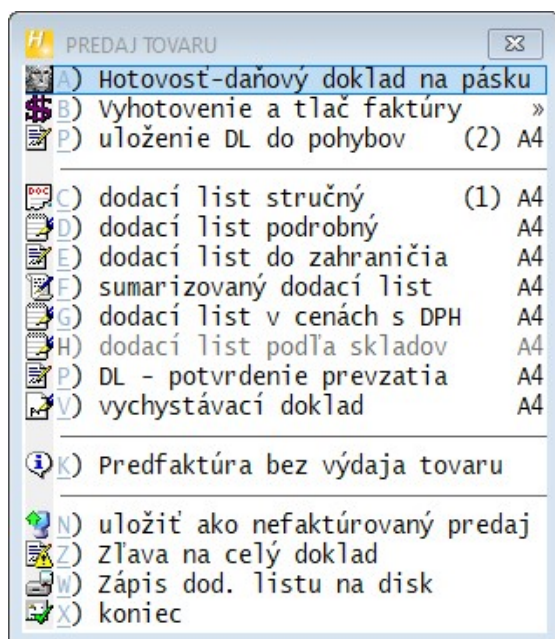 PREDAJ TOVARU
A) Hotovosť-daňový doklad na pásku
B) Vyhotovenie a tlač faktúry »
P) uloženie DL do pohybov (2) A4
C) dodací list stručný (1) A4
D) dodací list podrobný A4
E) dodací list do zahraničia A4
F) sumarizovaný dodací list A4
G) dodací list v cenách s DPH A4
H) dodací list podľa skladov A4
P) DL - potvrdenie prevzatia A4
V) vychystávací doklad A4
K) Predfaktúra bez výdaja tovaru
N) uložiť ako nefaktúrovaný predaj
Z) Zľava na celý doklad
W) Zápis dod. listu na disk
X) koniec